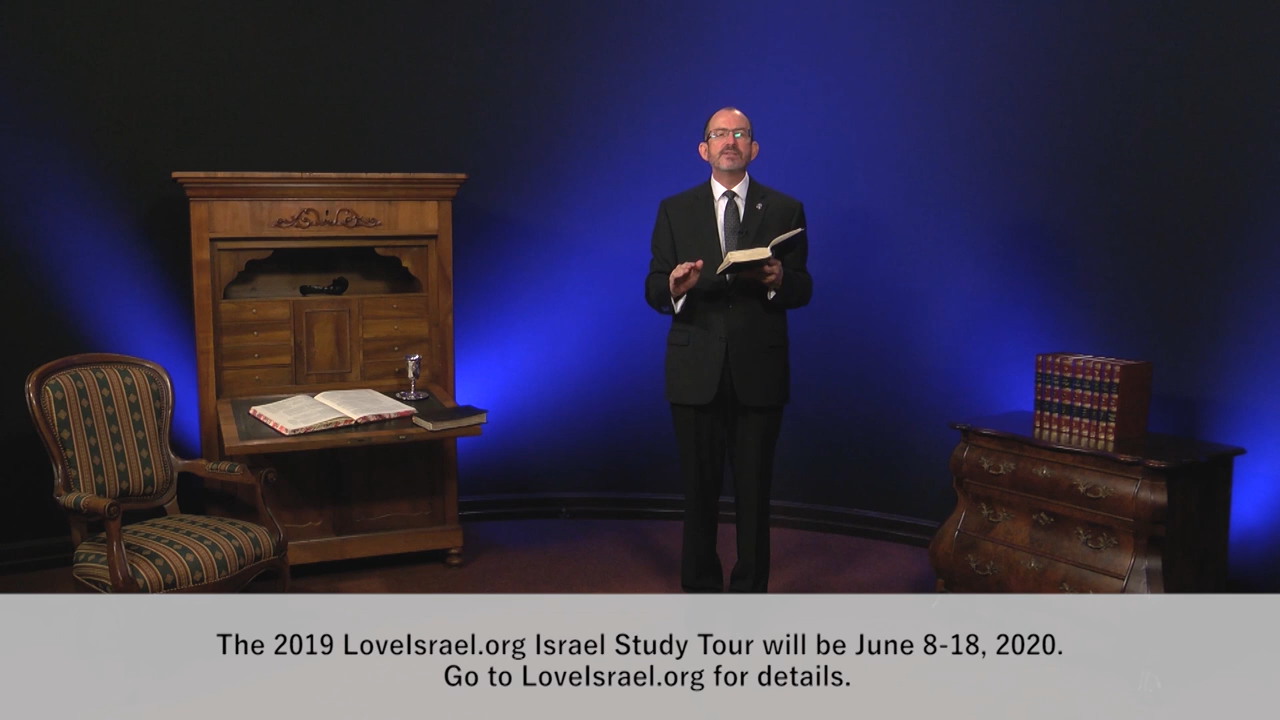 The 2019 LoveIsrael.org Israel Study Tour will be June 8-18, 2020.
Go to LoveIsrael.org for details.